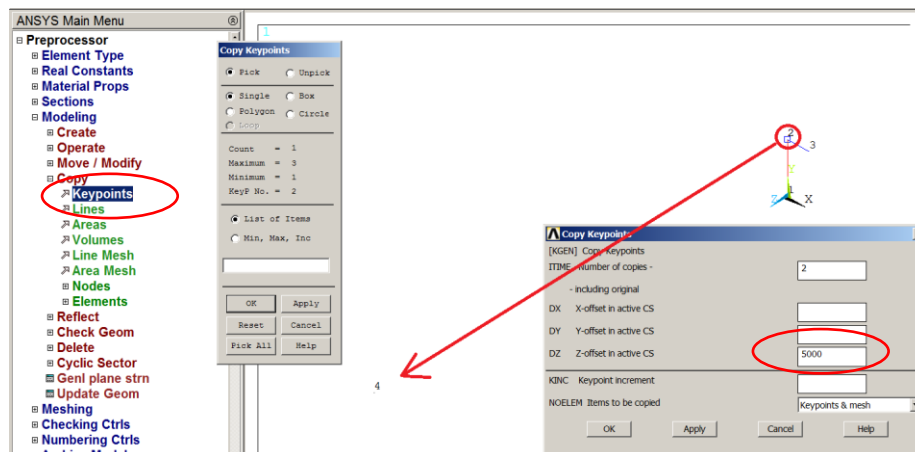 ANSYS Main Menu
Preprocessor
Element Type
Real Constants
Material Props
Sections
Modeling
Create
Operate
Move / Modify
Copy
Keypoints
Lines
Areas
Volumes
Line Mesh
Area Mesh
Nodes
Elements
Reflect
Check Geom
Delete
Cyclic Sector
Genl plane strn
Update Geom
Meshing
Checking Ctrls
Numbering Ctrls
Copy Keypoints
Pick Unpick
Single Box
Polygon Circle
Loop
Count = 1
Maximum = 3
Minimum = 1
KeyP No. = 2
List of Items
Min, Max, Inc
OK Apply
Reset Cancel
Pick All Help
1
2
3
Y
1
Z X
4
Copy Keypoints
[KGEN] Copy Keypoints
ITIME Number of copies - 2
- including original
DX X-offset in active CS
DY Y-offset in active CS
DZ Z-offset in active CS 5000
KINC Keypoint increment
NOELEM Items to be copied Keypoints & mesh
OK Apply Cancel Help